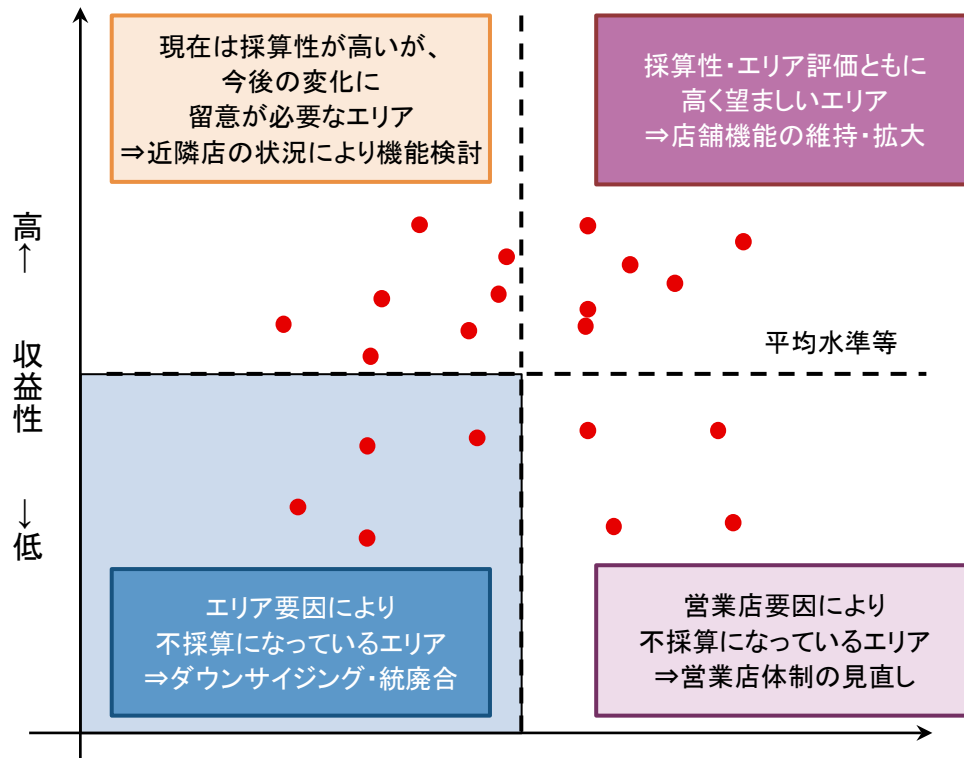 現在は採算性が高いが、
今後の変化に
留意が必要なエリア
⇒近隣店の状況により機能検討
採算性・エリア評価ともに
高く望ましいエリア
⇒店舗機能の維持・拡大
高↑
収益性
↓低
平均水準等
エリア要因により
不採算になっているエリア
⇒ダウンサイジング・統廃合
営業店要因により
不採算になっているエリア
⇒営業店体制の見直し